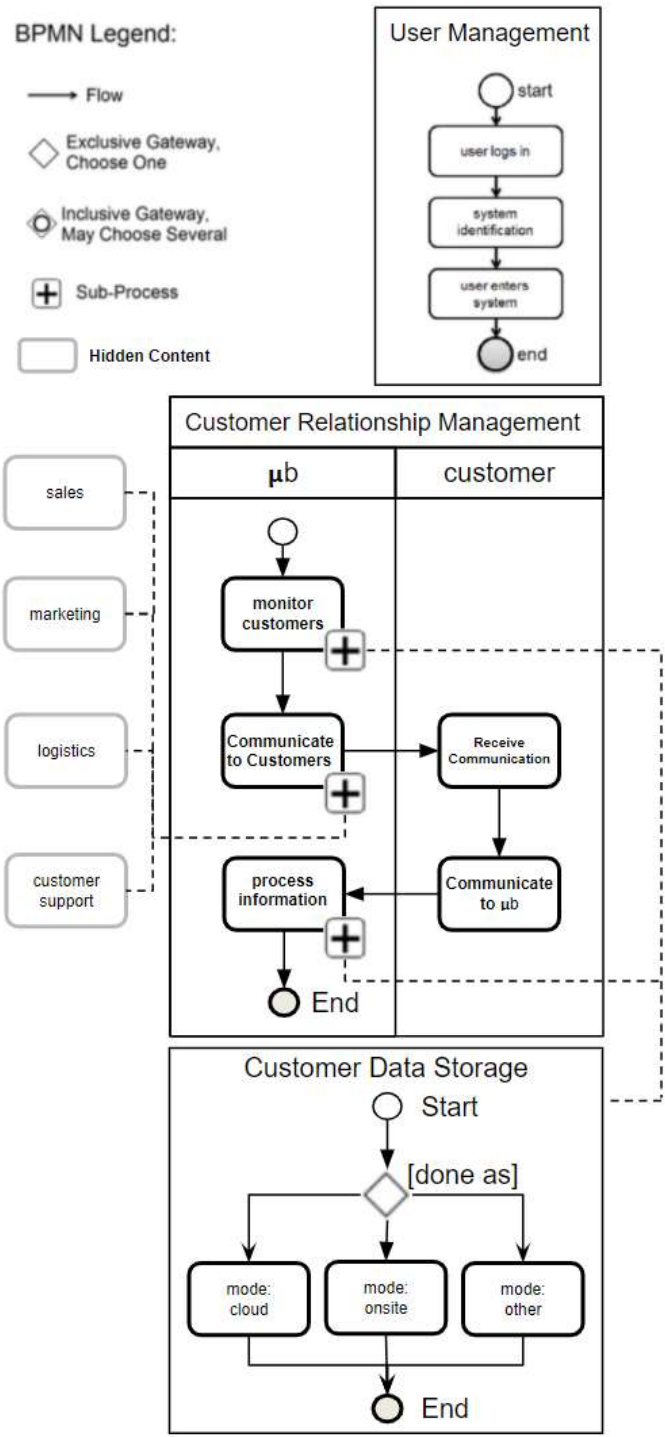 BPMN Legend:
Flow
Exclusive Gateway,
Choose One
Inclusive Gateway,
May Choose Several
Sub-Process
Hidden Content
User Management
start
user logs in
system
identification
user enters
system
end
Customer Relationship Management
μb
customer
sales
marketing
logistics
customer
support
monitor
customers
Communicate
to Customers
Receive
Communication
process
information
Communicate
to μb
End
Customer Data Storage
Start
[done as]
mode:
cloud
mode:
onsite
mode:
other
End